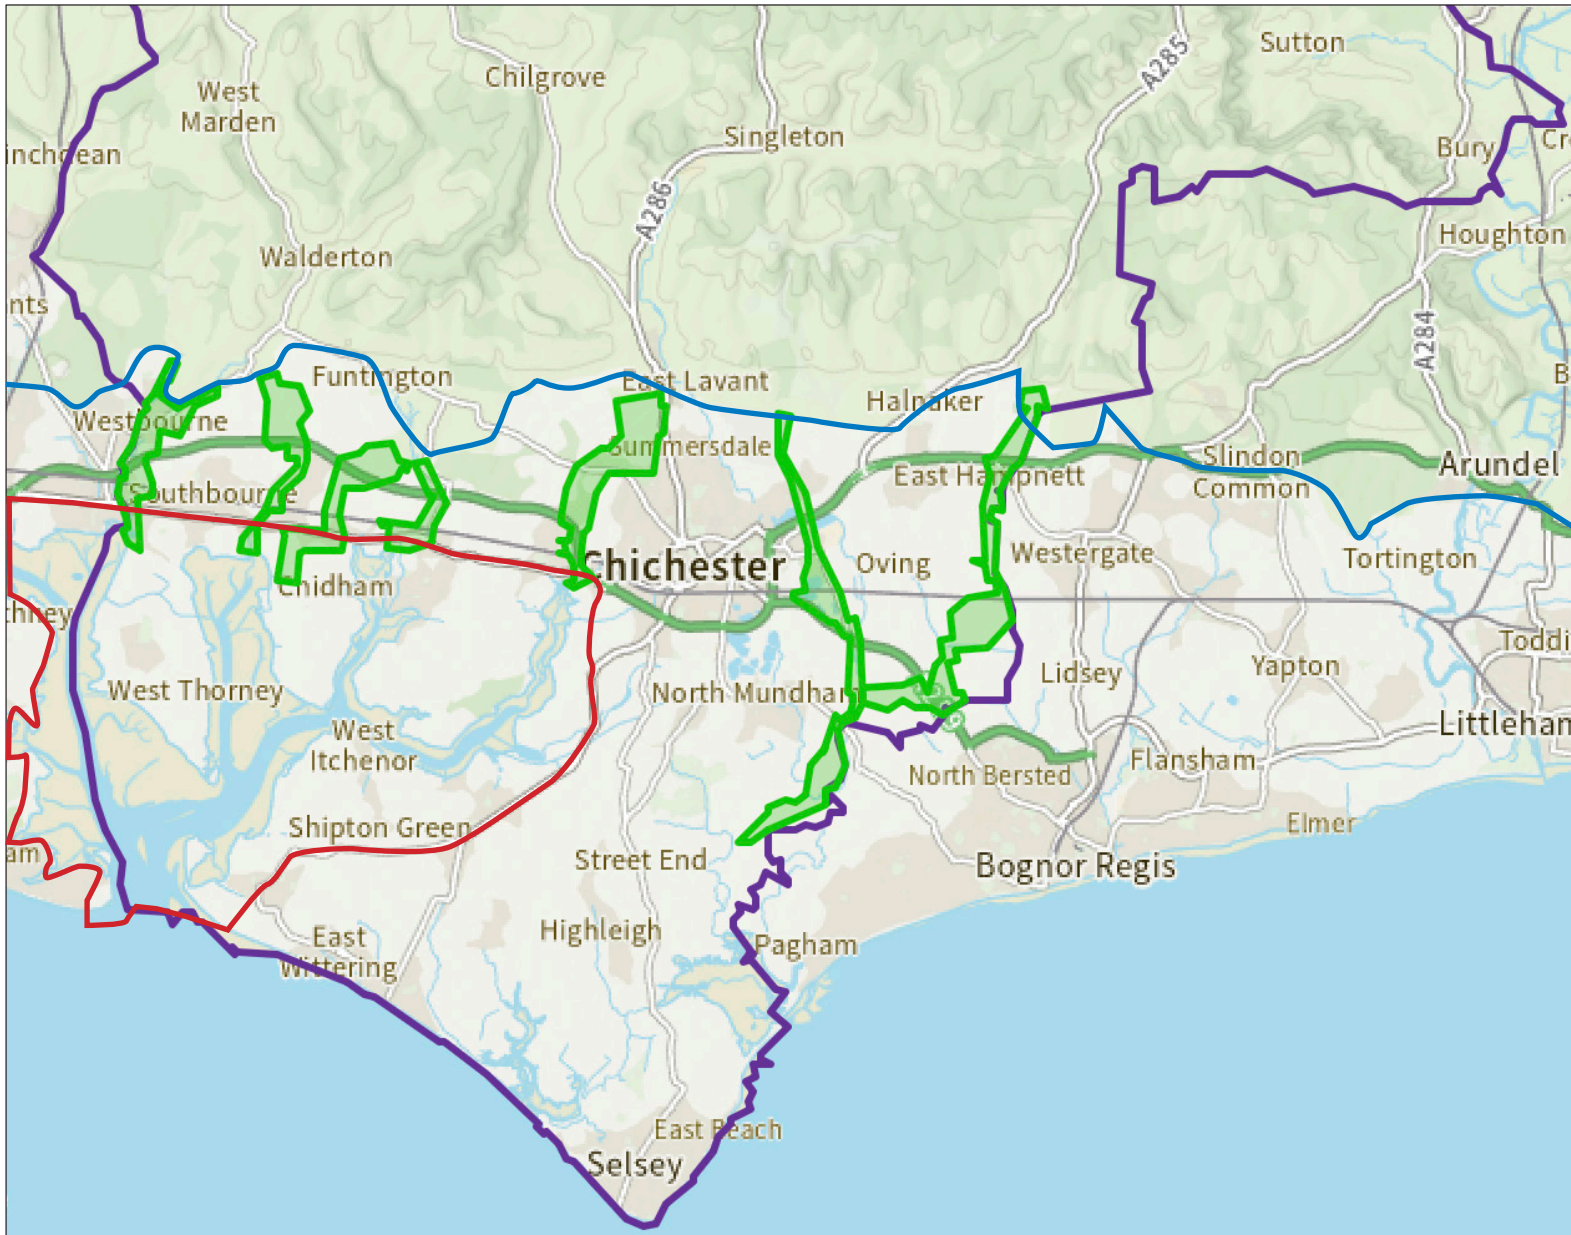 Sutton
A285
Chilgrove
West
Marden
Singleton
Bury
A286
Houghton
Walderton
A284
Funtington
East Lavant
Halnaker
Westbourne
Summersdale
Slindon
Common
Arundel
East Hampnett
Southbourne
Chichester
Oving
Westergate
Tortington
Chidham
Yapton
Lidsey
West Thorney
North Mundham
West
Itchenor
North Bersted
Flansham
Shipton Green
Elmer
Street End
Bognor Regis
Highleigh
East
Wittering
Pagham
East Beach
Selsey